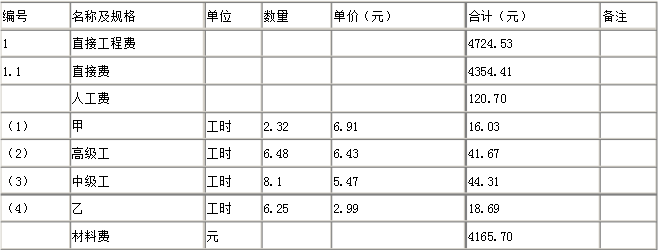 编号 名称及规格 单位 数量 单价（元） 合计（元） 备注
1 直接工程费 4724.53
1.1 直接费 4354.41
人工费 120.70
（1） 甲 工时 2.32 6.91 16.03
（2） 高级工 工时 6.48 6.43 41.67
（3） 中级工 工时 8.1 5.47 44.31
（4） 乙 工时 6.25 2.99 18.69
材料费 元 4165.70